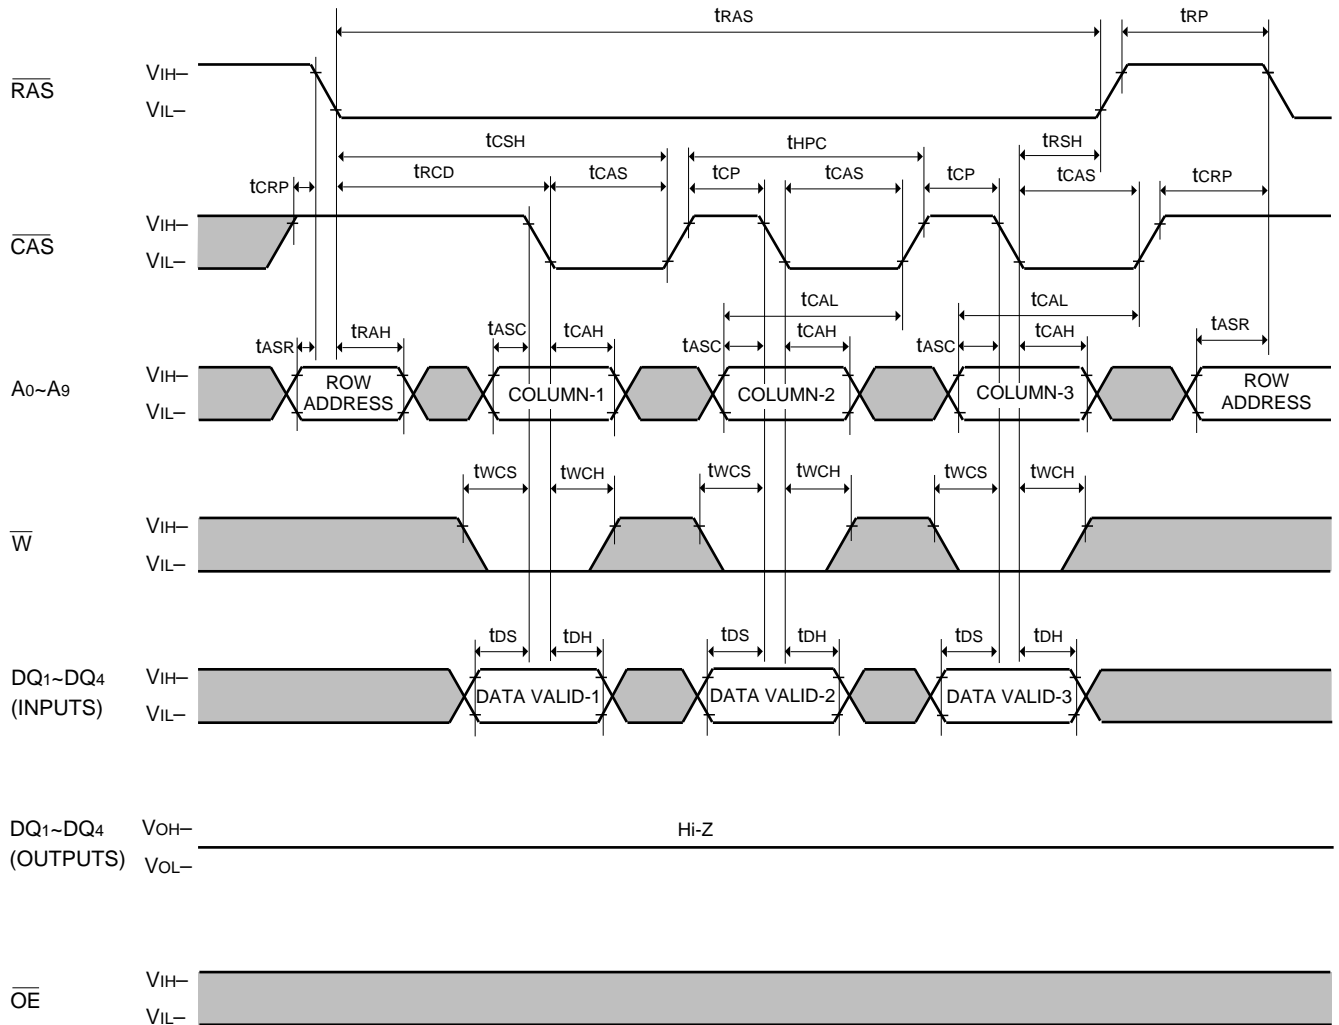 tRAS tRP
RAS VIH–
VIL–
tCSH tHPC tRSH
tCRP tRCD tCAS tCP tCAS tCP tCAS tCRP
CAS VIH–
VIL–
tCAL tCAL
tASR tRAH tASC tCAH tASC tCAH tASC tCAH tASR
A0~A9 VIH–
VIL–
ROW
ADDRESS
COLUMN-1
COLUMN-2
COLUMN-3
ROW
ADDRESS
tWCS tWCH tWCS tWCH tWCS tWCH
W VIH–
VIL–
tDS tDH tDS tDH tDS tDH
DQ1~DQ4
(INPUTS)
VIH–
VIL–
DATA VALID-1
DATA VALID-2
DATA VALID-3
DQ1~DQ4
(OUTPUTS)
VOH–
VOL–
Hi-Z
OE VIH–
VIL–